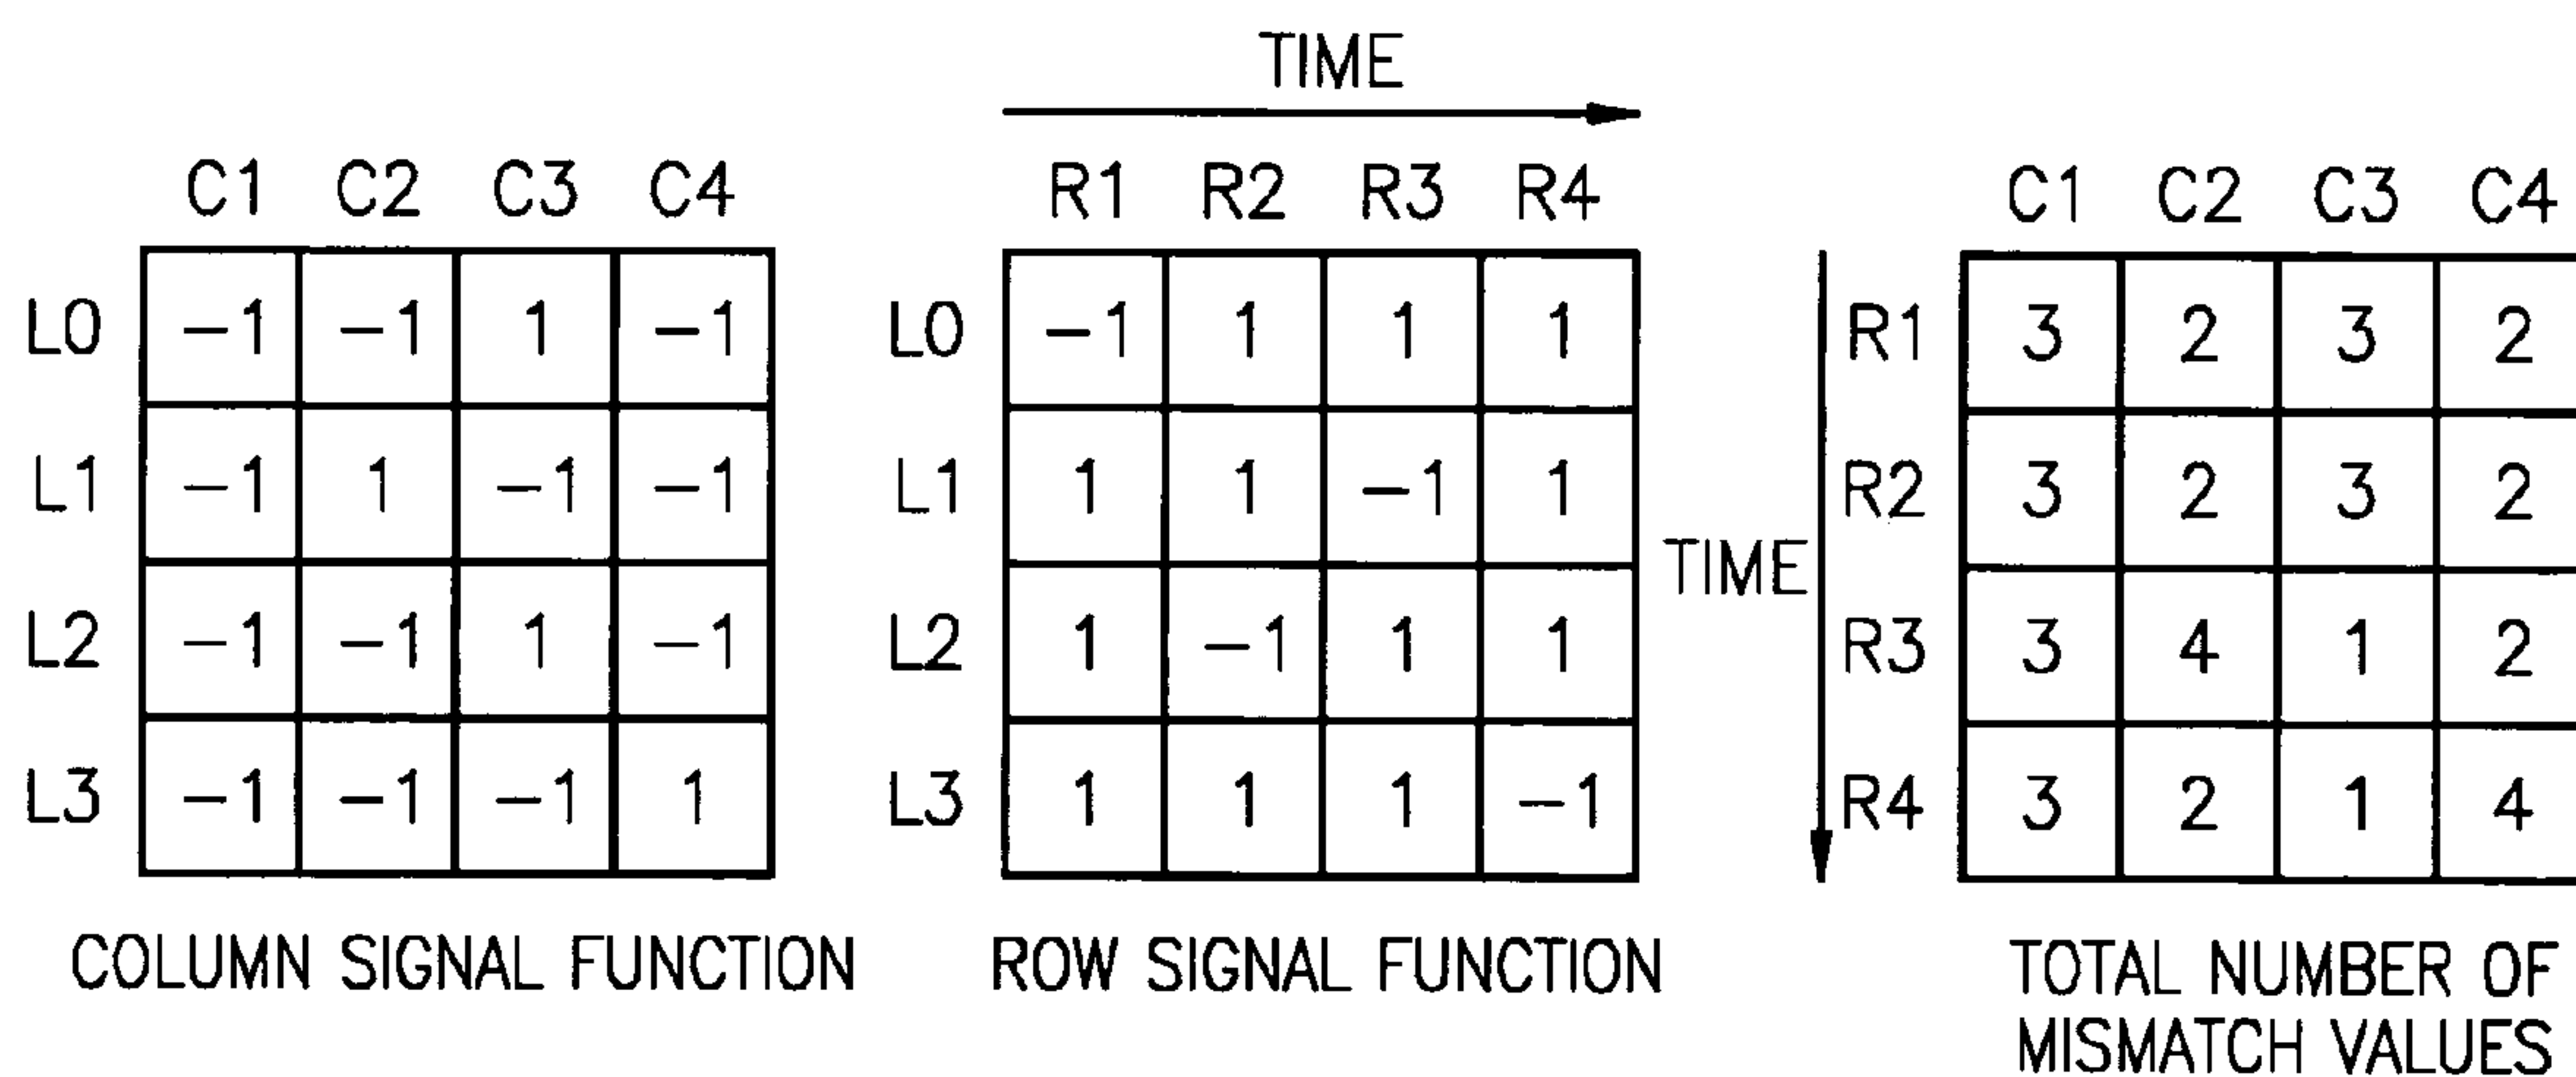 TIME
C1 C2 C3 C4
R1 R2 R3 R4
C1 C2 C3 C4
L0 −1 −1 1 −1
L0 −1 1 1 1
R1 3 2 3 2
L1 −1 1 −1 −1
L1 1 1 −1 1
R2 3 2 3 2
TIME
L2 −1 −1 1 −1
L2 1 −1 1 1
R3 3 4 1 2
L3 −1 −1 −1 1
L3 1 1 1 −1
R4 3 2 1 4
COLUMN SIGNAL FUNCTION
ROW SIGNAL FUNCTION
TOTAL NUMBER OF
MISMATCH VALUES